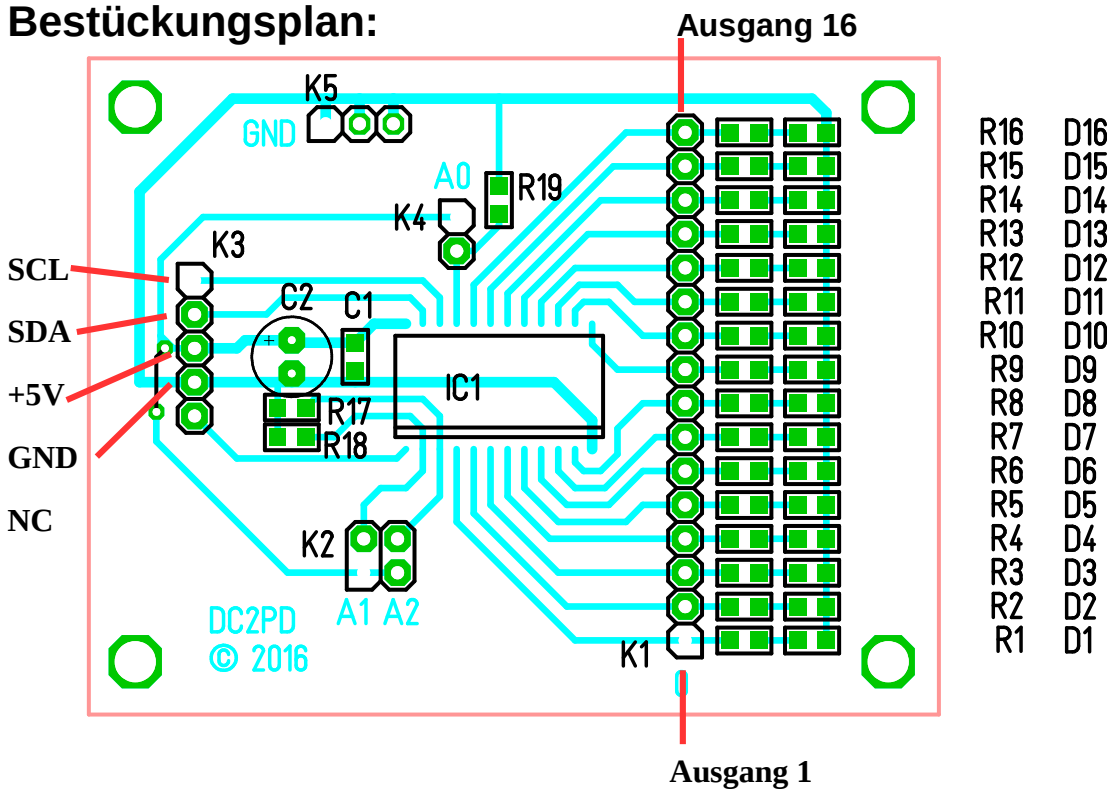 Bestückungsplan:
Ausgang 16
K5
GND
A0
R19
K4
K3
SCL
SDA
+5V
GND
NC
C2
C1
+
IC1
R17
R18
K2
A1 A2
DC2PD
© 2016
K1
Ausgang 1
R16 D16
R15 D15
R14 D14
R13 D13
R12 D12
R11 D11
R10 D10
R9 D9
R8 D8
R7 D7
R6 D6
R5 D5
R4 D4
R3 D3
R2 D2
R1 D1